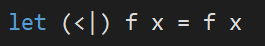 let (<|) f x = f x